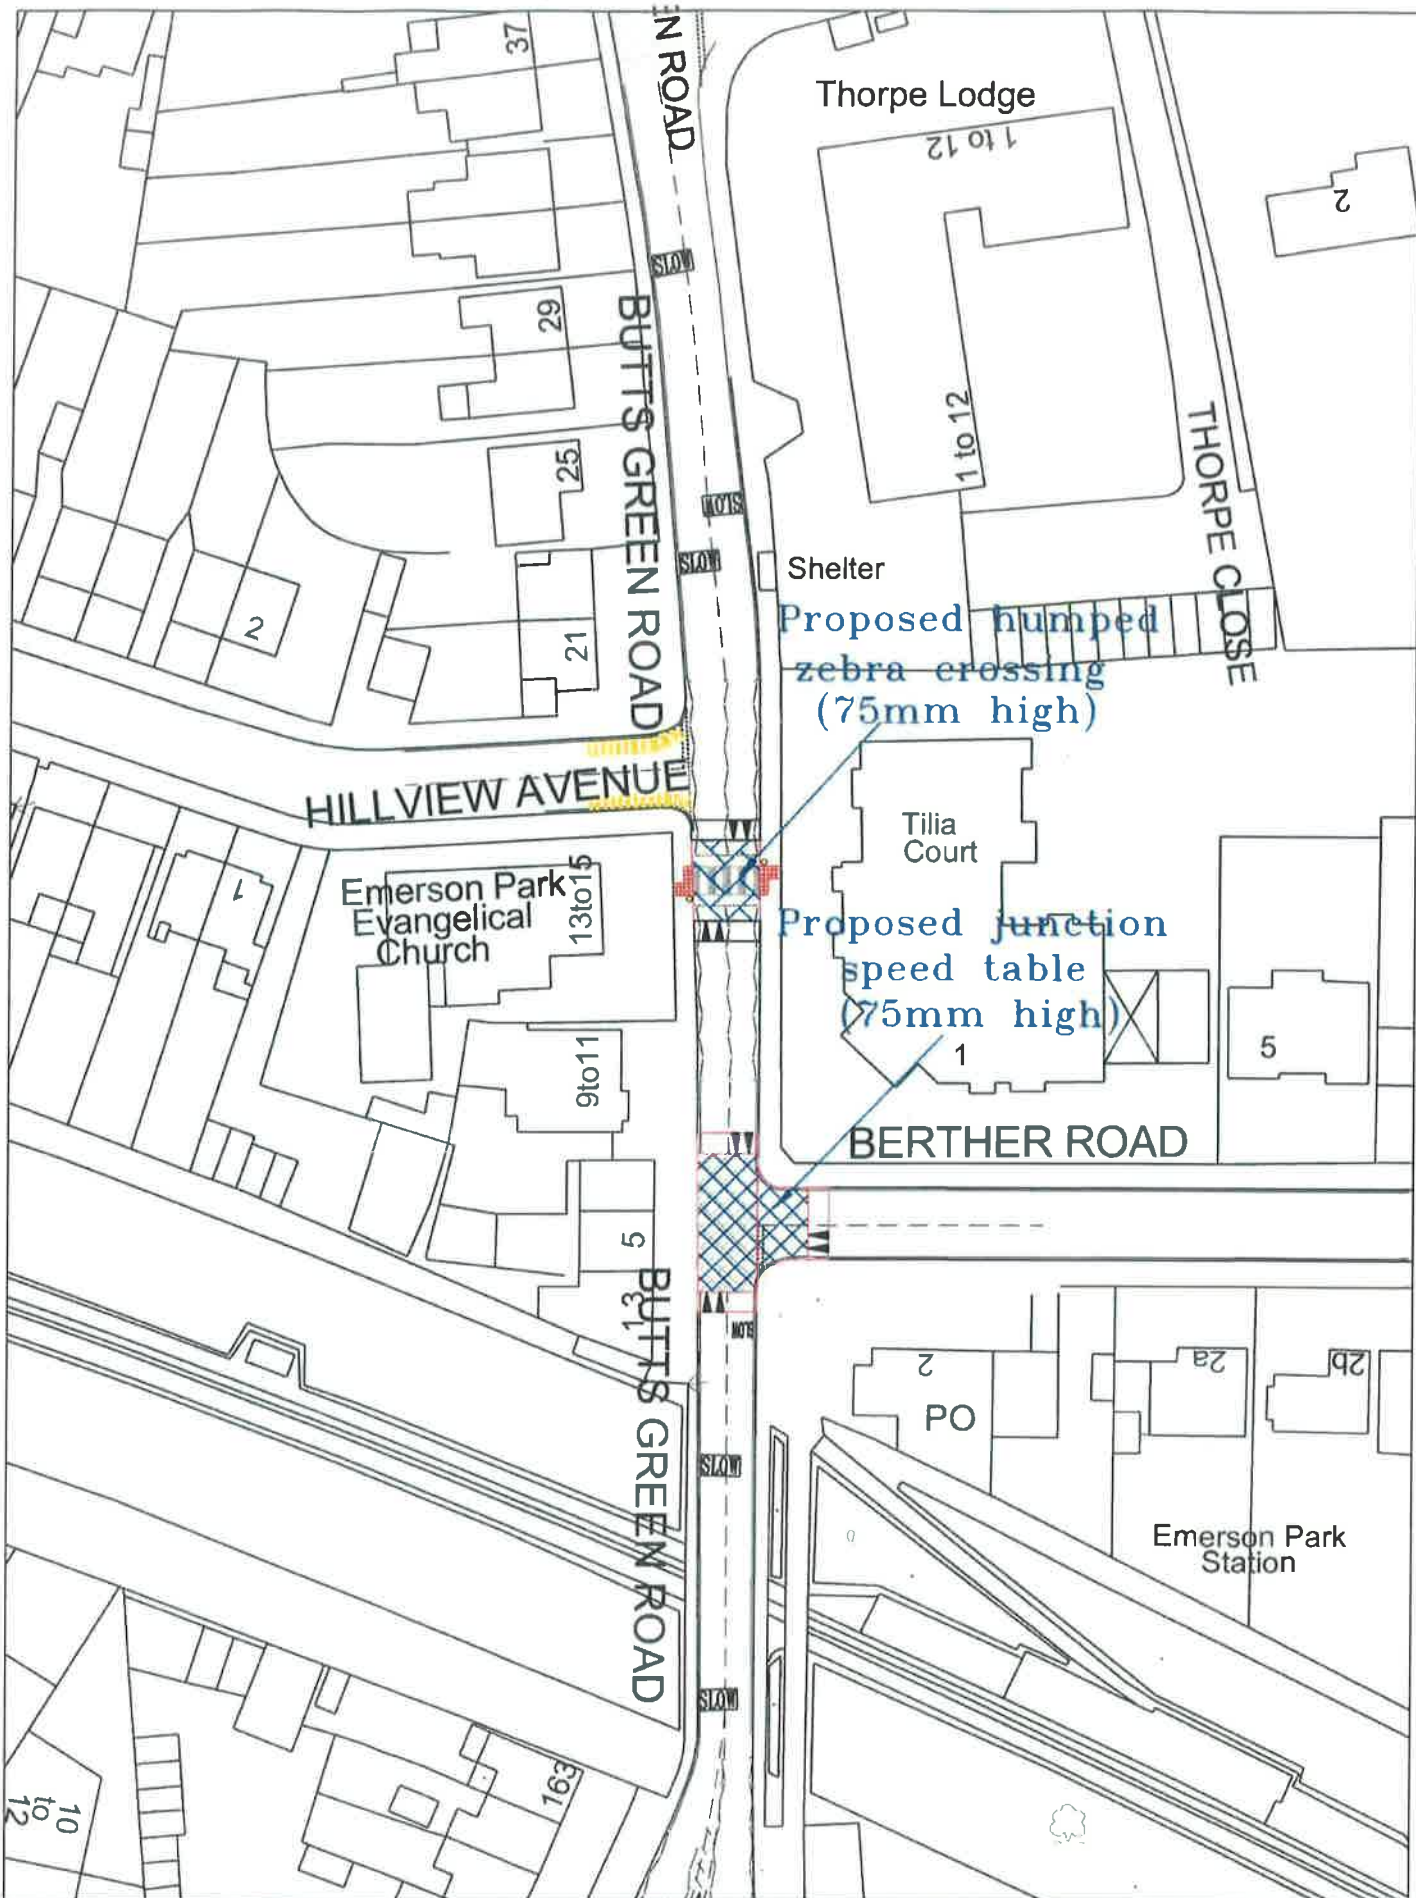 EN ROAD
37
Thorpe Lodge
1 to 12
2
SLOW
29
BUTTS GREEN ROAD
1 to 12
THORPE CLOSE
25
SLOW
SLOW
Shelter
Proposed humped
zebra crossing
(75mm high)
2
21
HILLVIEW AVENUE
Tilia
Court
1
Emerson Park
Evangelical
Church
13to15
Proposed junction
speed table
(75mm high)
9to11
1
5
BERTHER ROAD
5
13
BUTTS GREEN ROAD
SLOW
2
PO
2a
2b
SLOW
Emerson Park
Station
SLOW
163
10
to
12